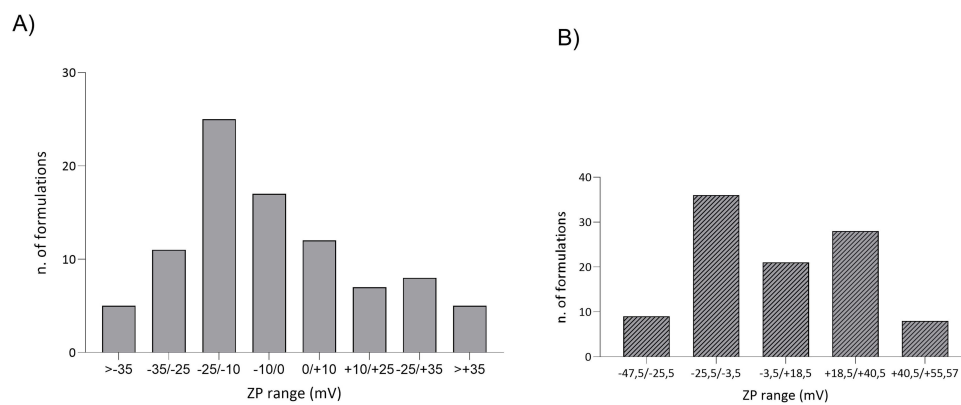 A)
n. of formulations
30
20
10
0
>-35 -35/-25 -25/-10 -10/0 0/+10 +10/+25 -25/+35 >+35
ZP range (mV)
B)
n. of formulations
40
30
20
10
0
-47,5/-25,5 -25,5/-3,5 -3,5/+18,5 +18,5/+40,5 +40,5/+55,57
ZP range (mV)